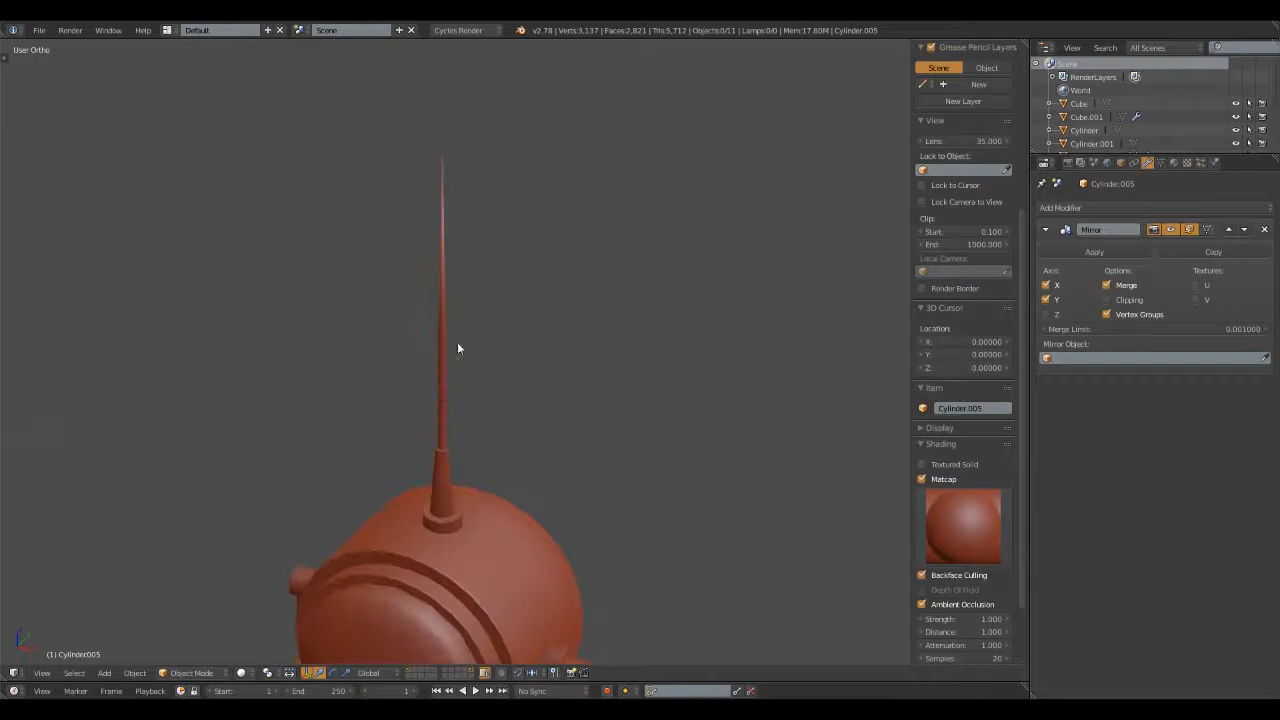 File Render Window Help Default Scene Cycles Render v2.78 | Verts:3,137 | Faces:2,821 | Tris:5,712 | Objects:0/11 | Lamps:0/0 | Mem:17.80M | Cylinder.005
User Ortho
Grease Pencil Layers
Scene Object
New
New Layer
View
Lens: 35.000
Lock to Object:
Lock to Cursor
Lock Camera to View
Clip:
Start: 0.100
End: 1000.000
Local Camera:
Render Border
3D Cursor
Location:
X: 0.00000
Y: 0.00000
Z: 0.00000
Item
Cylinder.005
Display
Shading
Textured Solid
Matcap
Backface Culling
Depth Of Field
Ambient Occlusion
Strength: 1.000
Distance: 1.000
Attenuation: 1.000
Samples: 20
View Search All Scenes
Scene
RenderLayers
World
Cube
Cube.001
Cylinder
Cylinder.001
Cylinder.005
Add Modifier
Mirror
Apply Copy
Axis: Options: Textures:
X Merge U
Y Clipping V
Z Vertex Groups
Merge Limit: 0.001000
Mirror Object:
(1) Cylinder.005
View Select Add Object Object Mode Global
View Marker Frame Playback Start: 1 End: 250 1 No Sync